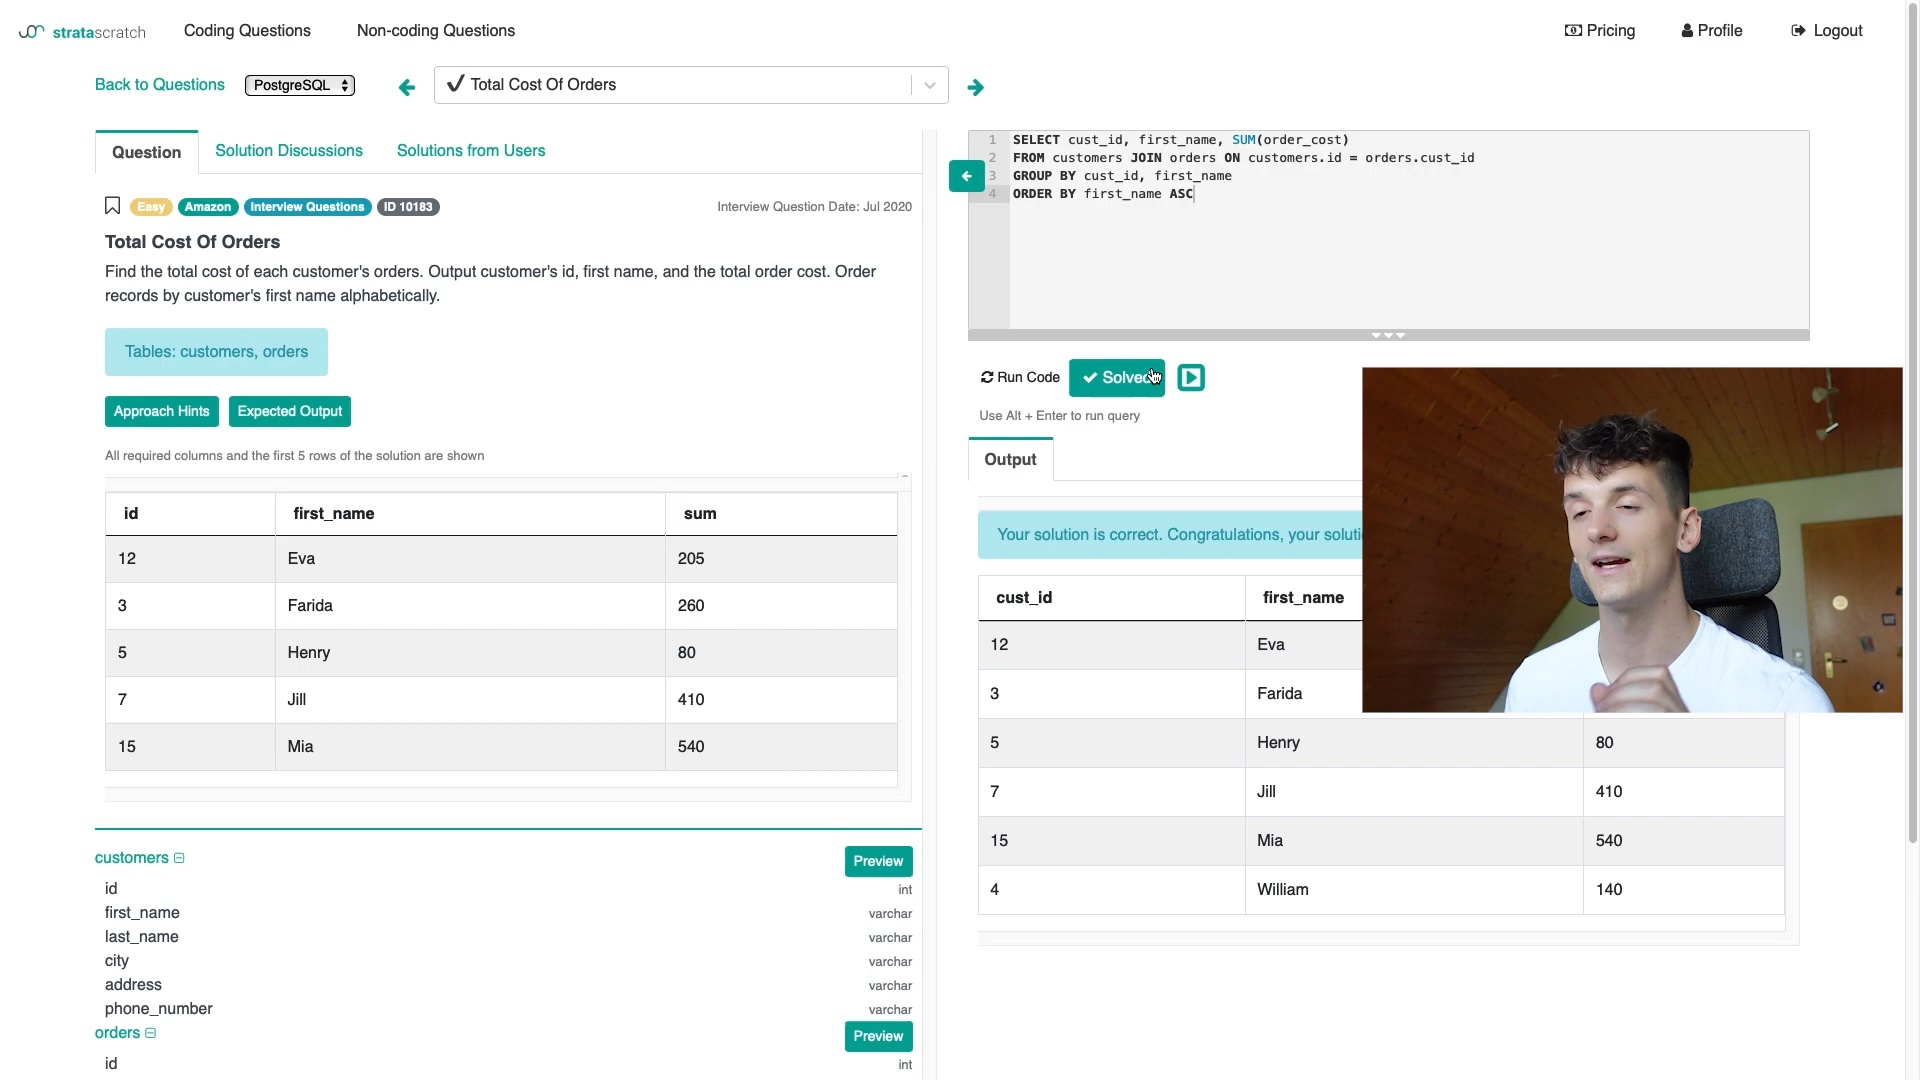 stratascratch
Coding Questions
Non-coding Questions
Pricing
Profile
Logout
Back to Questions
PostgreSQL
Total Cost Of Orders
Question
Solution Discussions
Solutions from Users
Easy
Amazon
Interview Questions
ID 10183
Interview Question Date: Jul 2020
Total Cost Of Orders
Find the total cost of each customer's orders. Output customer's id, first name, and the total order cost. Order
records by customer's first name alphabetically.
Tables: customers, orders
Approach Hints
Expected Output
All required columns and the first 5 rows of the solution are shown
id first_name sum
12 Eva 205
3 Farida 260
5 Henry 80
7 Jill 410
15 Mia 540
customers
Preview
id int
first_name varchar
last_name varchar
city varchar
address varchar
phone_number varchar
orders
Preview
id int
1 SELECT cust_id, first_name, SUM(order_cost)
2 FROM customers JOIN orders ON customers.id = orders.cust_id
3 GROUP BY cust_id, first_name
4 ORDER BY first_name ASC
Run Code
Solved
Use Alt + Enter to run query
Output
Your solution is correct. Congratulations, your soluti
cust_id first_name
12 Eva
3 Farida
5 Henry 80
7 Jill 410
15 Mia 540
4 William 140